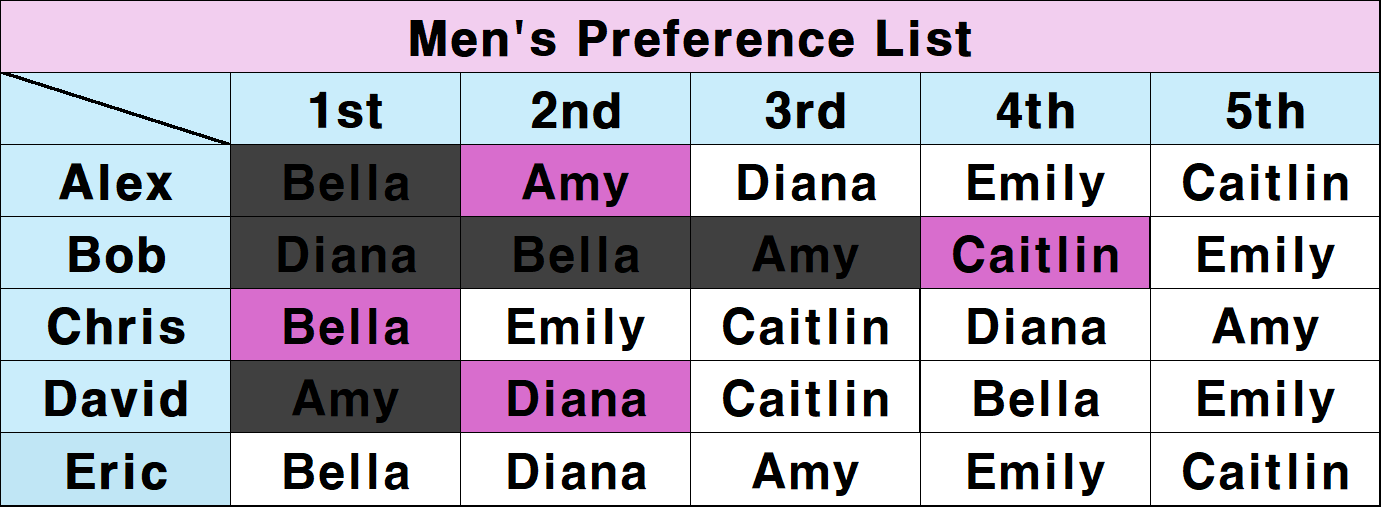 Men's Preference List
1st 2nd 3rd 4th 5th
Alex Bella Amy Diana Emily Caitlin
Bob Diana Bella Amy Caitlin Emily
Chris Bella Emily Caitlin Diana Amy
David Amy Diana Caitlin Bella Emily
Eric Bella Diana Amy Emily Caitlin